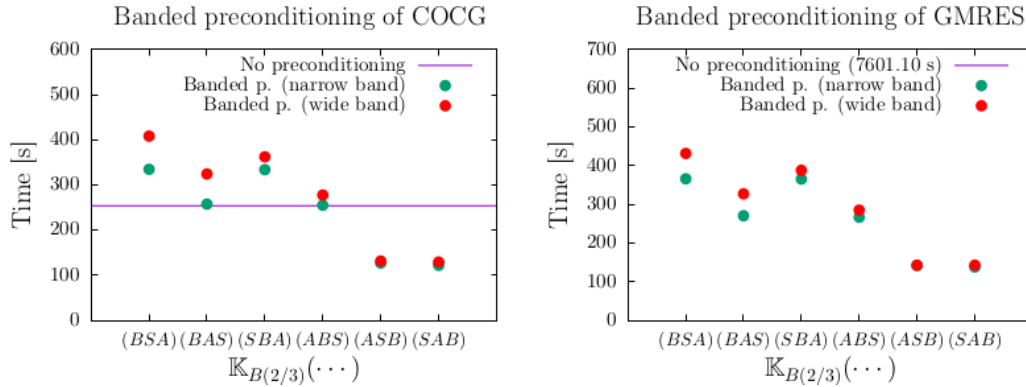 Banded preconditioning of COCG
600
500
400
300
200
100
0
Time [s]
No preconditioning
Banded p. (narrow band)
Banded p. (wide band)
(BSA) (BAS) (SBA) (ABS) (ASB) (SAB)
𝕂_{B(2/3)}(⋯)
Banded preconditioning of GMRES
700
600
500
400
300
200
100
0
Time [s]
No preconditioning (7601.10 s)
Banded p. (narrow band)
Banded p. (wide band)
(BSA) (BAS) (SBA) (ABS) (ASB) (SAB)
𝕂_{B(2/3)}(⋯)